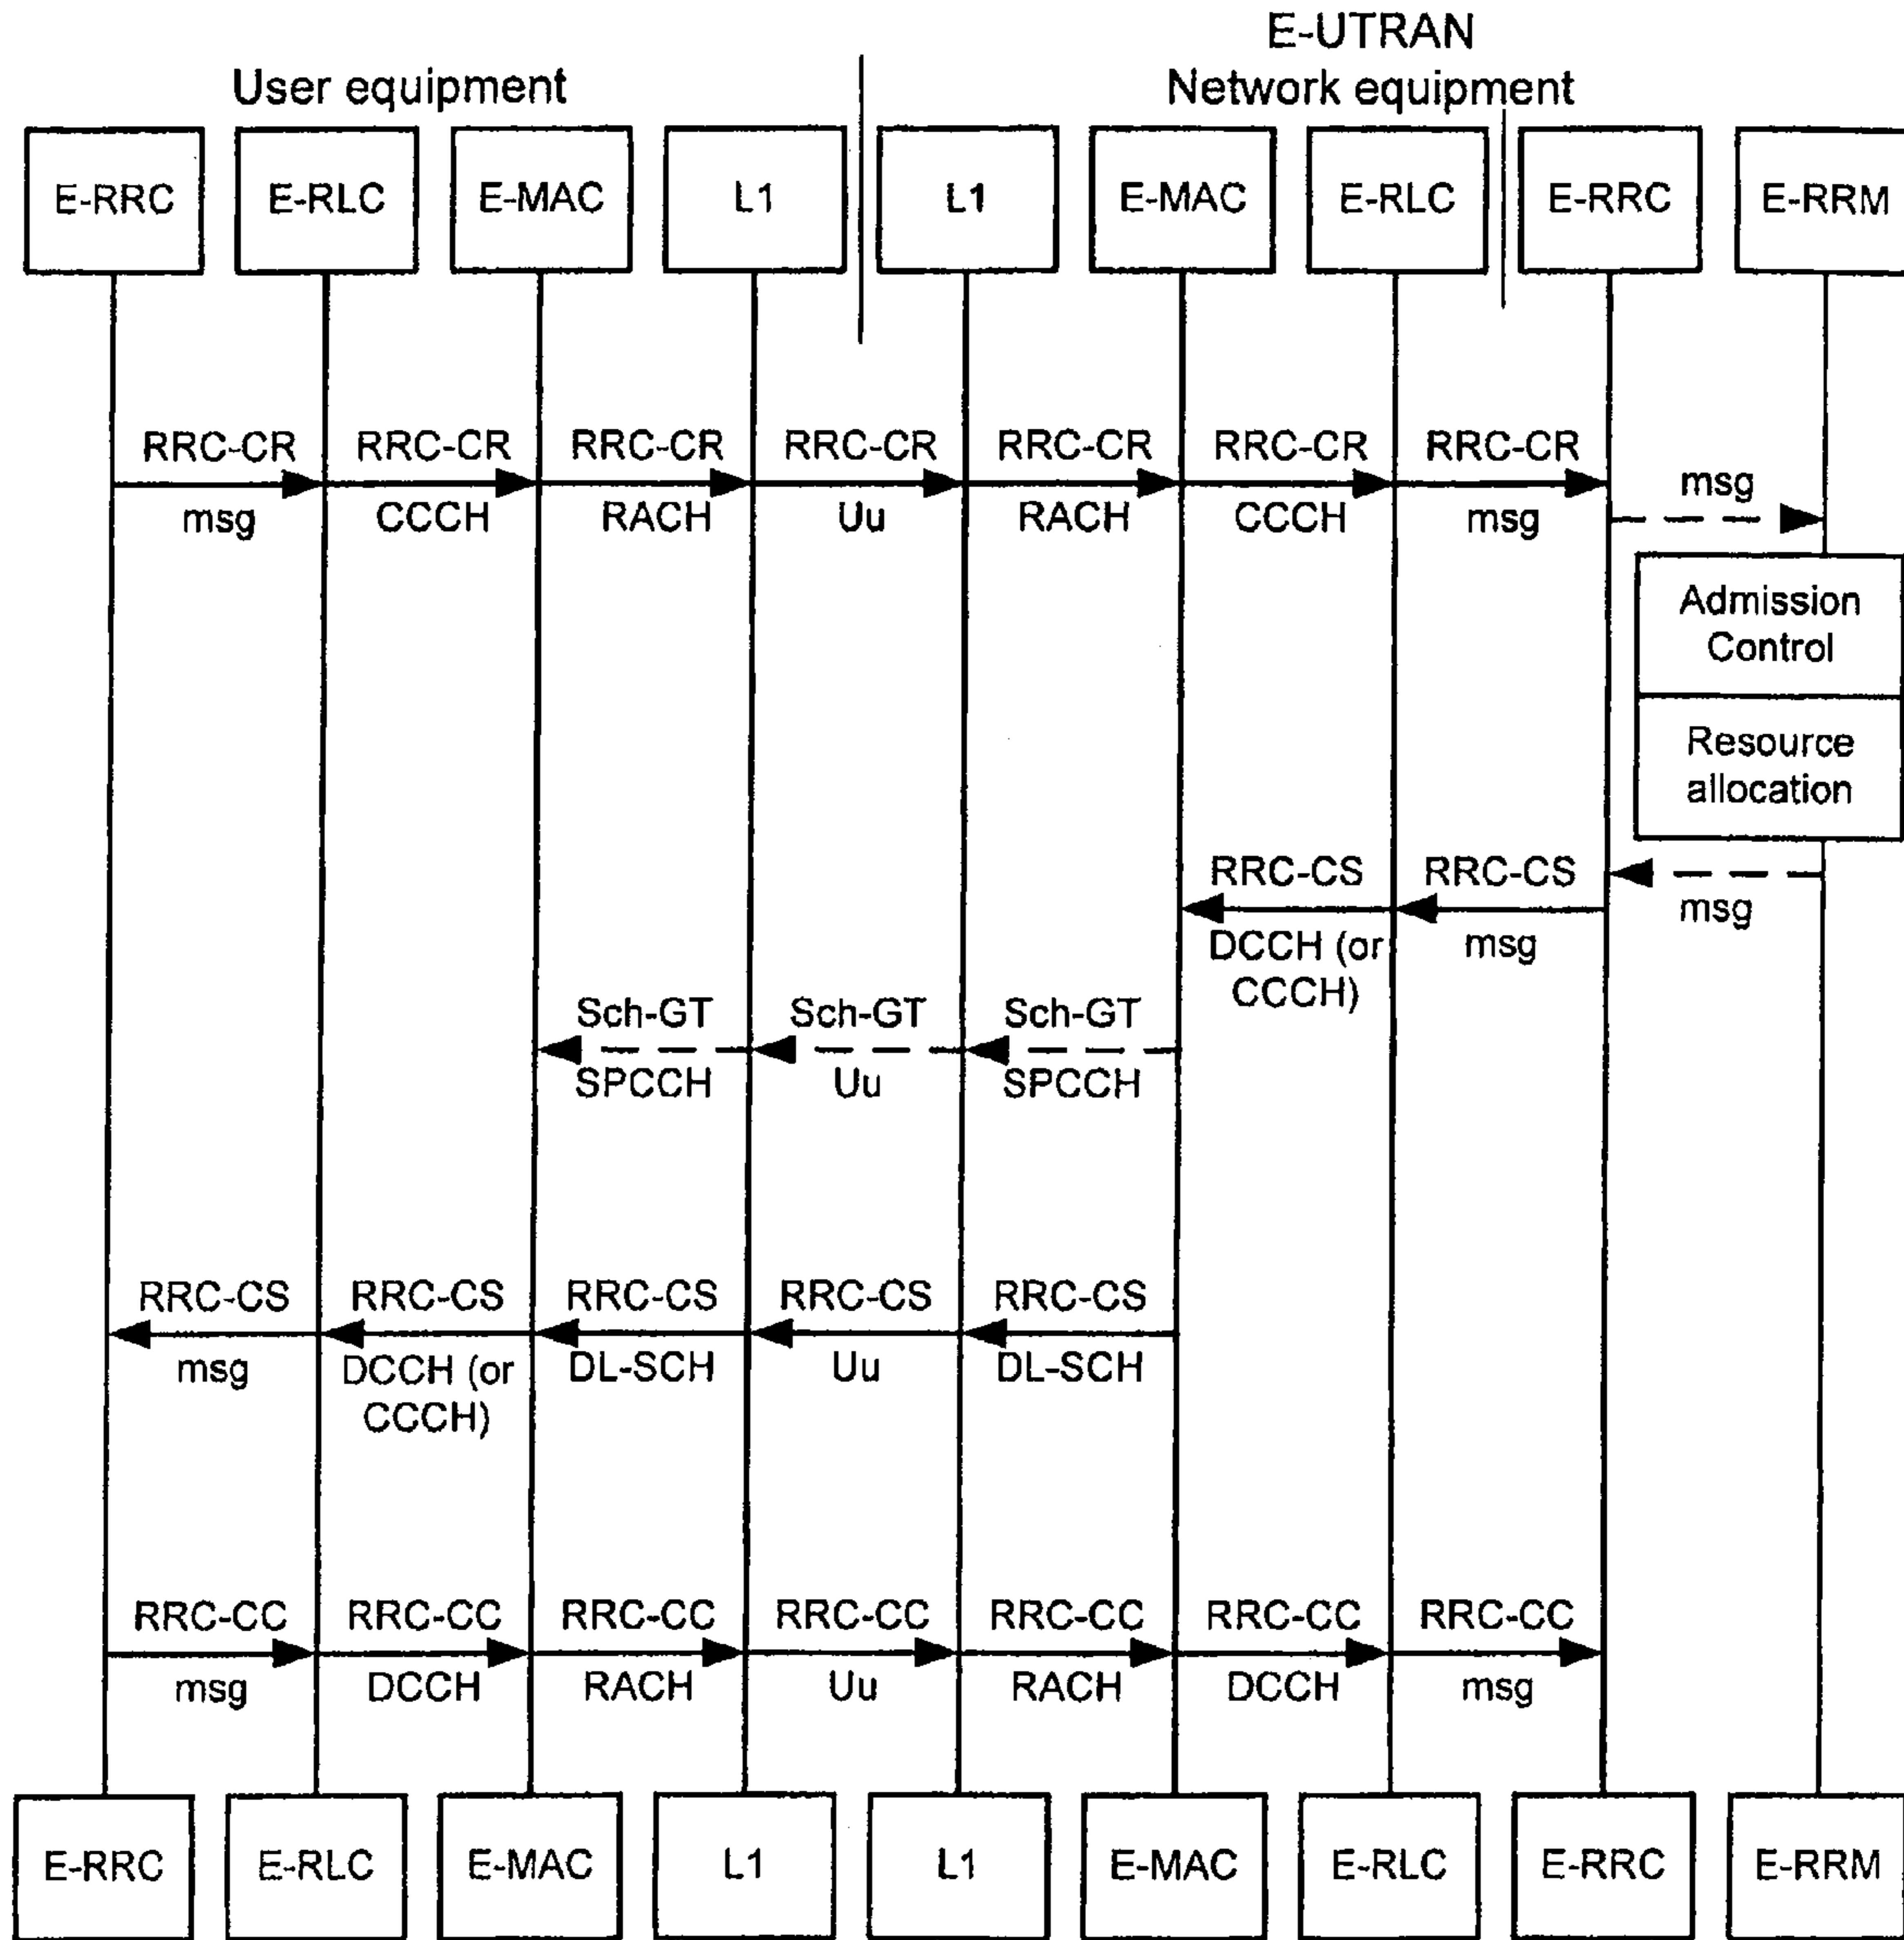 E-UTRAN
User equipment
Network equipment
E-RRC E-RLC E-MAC L1 L1 E-MAC E-RLC E-RRC E-RRM
RRC-CR RRC-CR RRC-CR RRC-CR RRC-CR RRC-CR RRC-CR
msg CCCH RACH Uu RACH CCCH msg
msg
Admission
Control
Resource
allocation
msg
RRC-CS RRC-CS
DCCH (or msg
CCCH)
Sch-GT Sch-GT Sch-GT
SPCCH Uu SPCCH
RRC-CS RRC-CS RRC-CS RRC-CS RRC-CS
msg DCCH (or DL-SCH Uu DL-SCH
CCCH)
RRC-CC RRC-CC RRC-CC RRC-CC RRC-CC RRC-CC RRC-CC
msg DCCH RACH Uu RACH DCCH msg
E-RRC E-RLC E-MAC L1 L1 E-MAC E-RLC E-RRC E-RRM